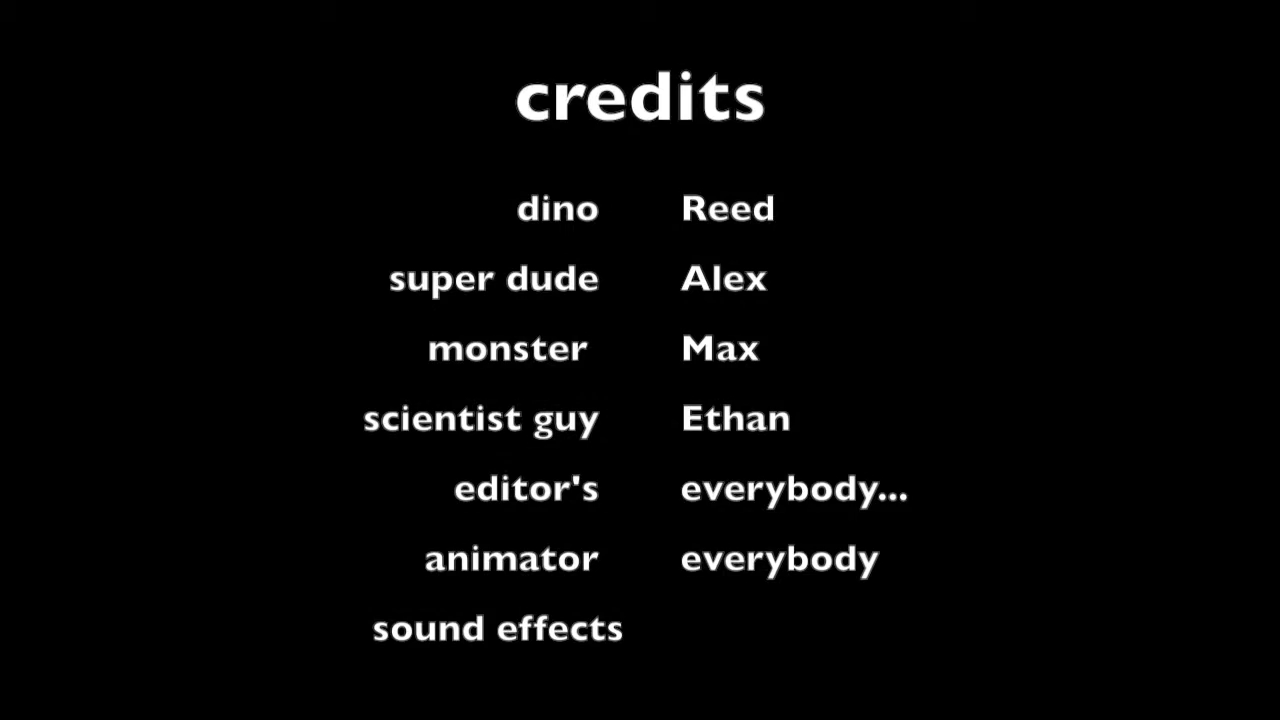 credits
dino Reed
super dude Alex
monster Max
scientist guy Ethan
editor's everybody...
animator everybody
sound effects